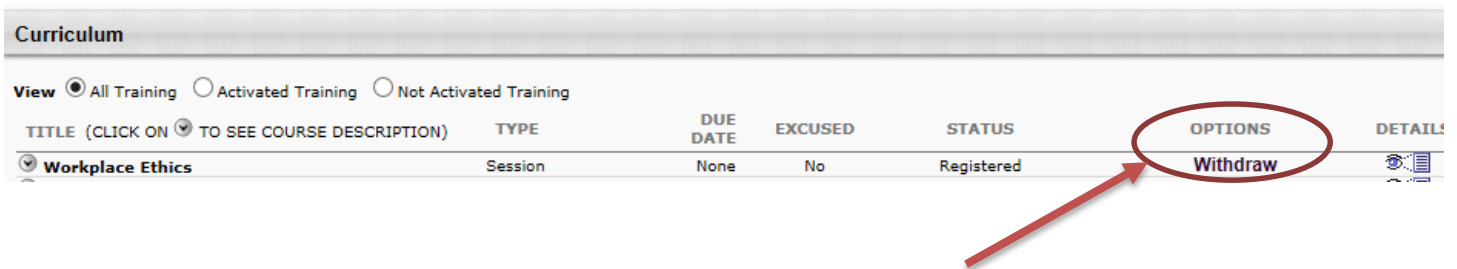 Curriculum
View All Training Activated Training Not Activated Training
TITLE (CLICK ON TO SEE COURSE DESCRIPTION) TYPE DUE DATE EXCUSED STATUS OPTIONS DETAILS
Workplace Ethics Session None No Registered Withdraw